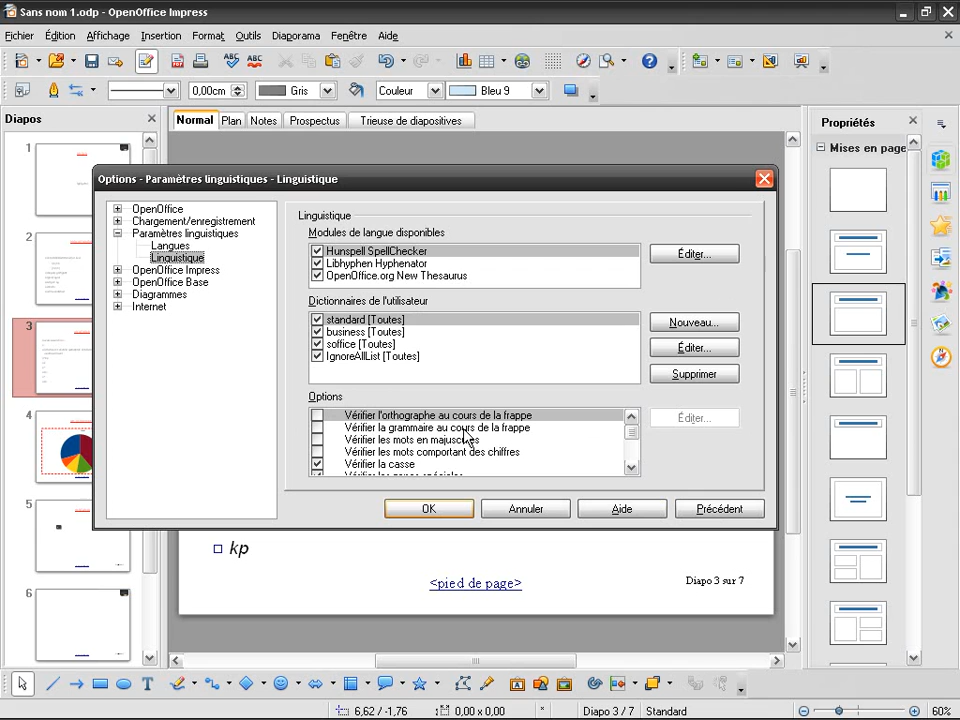 Sans nom 1.odp - OpenOffice Impress
Fichier Édition Affichage Insertion Format Outils Diaporama Fenêtre Aide
0,00cm Gris Couleur Bleu 9
Diapos
Normal Plan Notes Prospectus Trieuse de diapositives
Propriétés
Mises en page
1
2
3
4
5
6
Options - Paramètres linguistiques - Linguistique
OpenOffice
Chargement/enregistrement
Paramètres linguistiques
Langues
Linguistique
OpenOffice Impress
OpenOffice Base
Diagrammes
Internet
Linguistique
Modules de langue disponibles
Hunspell SpellChecker
Libhyphen Hyphenator
OpenOffice.org New Thesaurus
Éditer...
Dictionnaires de l'utilisateur
standard [Toutes]
business [Toutes]
soffice [Toutes]
IgnoreAllList [Toutes]
Nouveau...
Éditer...
Supprimer
Options
Vérifier l'orthographe au cours de la frappe
Vérifier la grammaire au cours de la frappe
Vérifier les mots en majuscules
Vérifier les mots comportant des chiffres
Vérifier la casse
Éditer...
OK Annuler Aide Précédent
kp
<pied de page>
Diapo 3 sur 7
6,62 / -1,76 0,00 x 0,00 * Diapo 3 / 7 Standard 60%